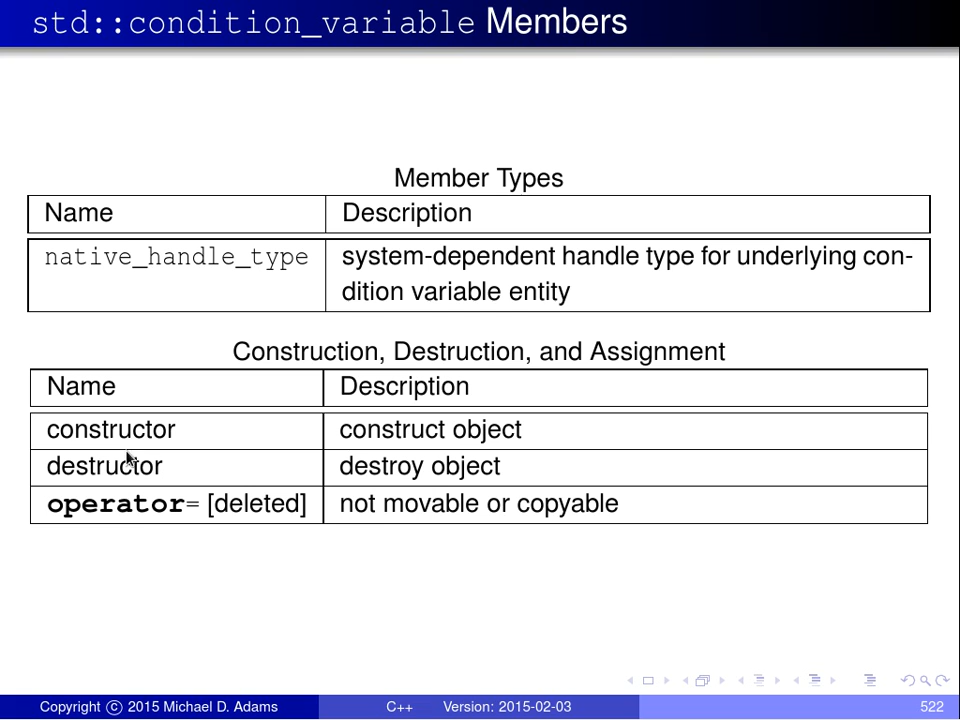 std::condition_variable Members
Member Types
Name Description
native_handle_type system-dependent handle type for underlying con-
dition variable entity
Construction, Destruction, and Assignment
Name Description
constructor construct object
destructor destroy object
operator= [deleted] not movable or copyable
Copyright © 2015 Michael D. Adams C++ Version: 2015-02-03 522